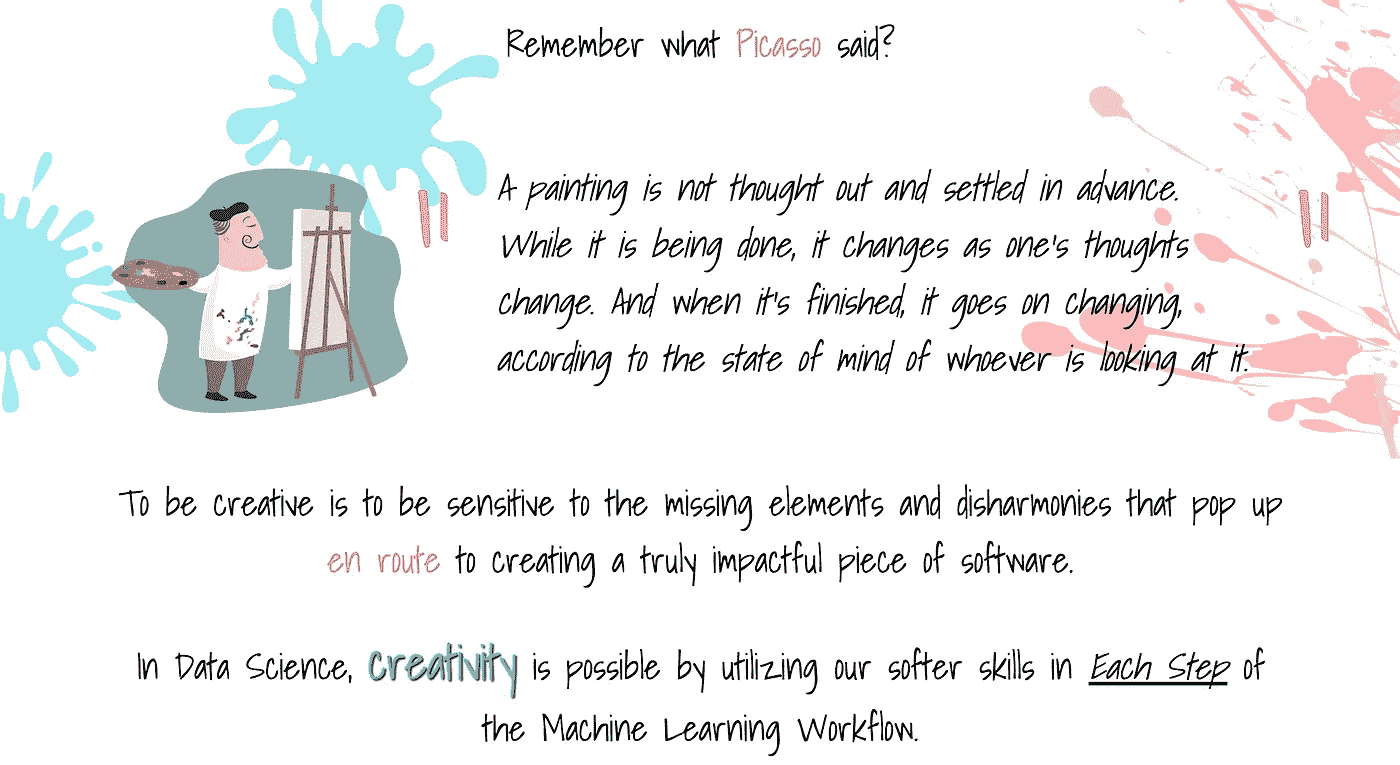 Remember what Picasso said?
" A painting is not thought out and settled in advance. "
While it is being done, it changes as one's thoughts
change. And when it's finished, it goes on changing,
according to the state of mind of whoever is looking at it.
To be creative is to be sensitive to the missing elements and disharmonies that pop up
en route to creating a truly impactful piece of software.
In Data Science, creativity is possible by utilizing our softer skills in Each Step of
the Machine Learning Workflow.